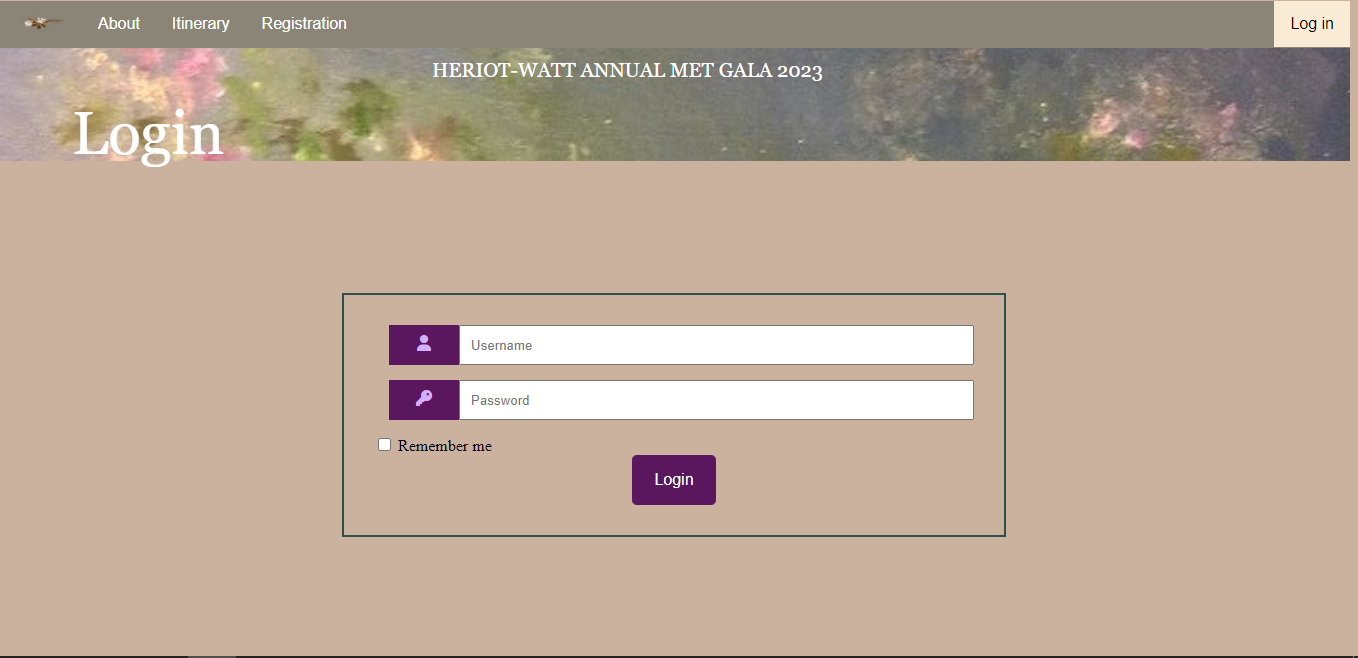 About Itinerary Registration Log in
HERIOT-WATT ANNUAL MET GALA 2023
Login
Username
Password
Remember me
Login